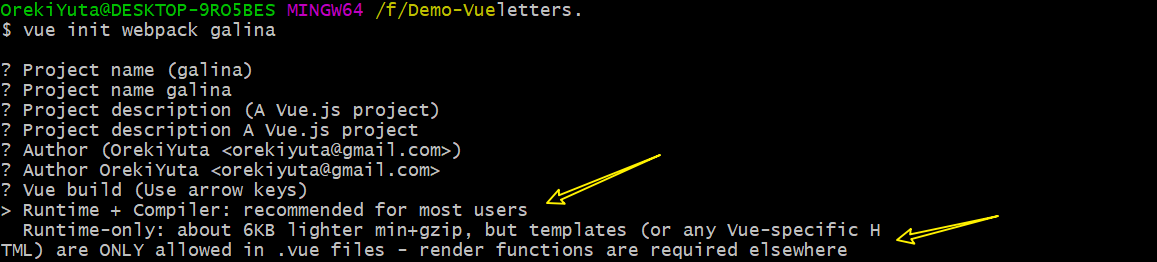 OrekiYuta@DESKTOP-9RO5BES MINGW64 /f/Demo-Vueletters.
$ vue init webpack galina
? Project name (galina)
? Project name galina
? Project description (A Vue.js project)
? Project description A Vue.js project
? Author (OrekiYuta <orekiyuta@gmail.com>)
? Author OrekiYuta <orekiyuta@gmail.com>
? Vue build (Use arrow keys)
> Runtime + Compiler: recommended for most users
Runtime-only: about 6KB lighter min+gzip, but templates (or any Vue-specific H
TML) are ONLY allowed in .vue files - render functions are required elsewhere